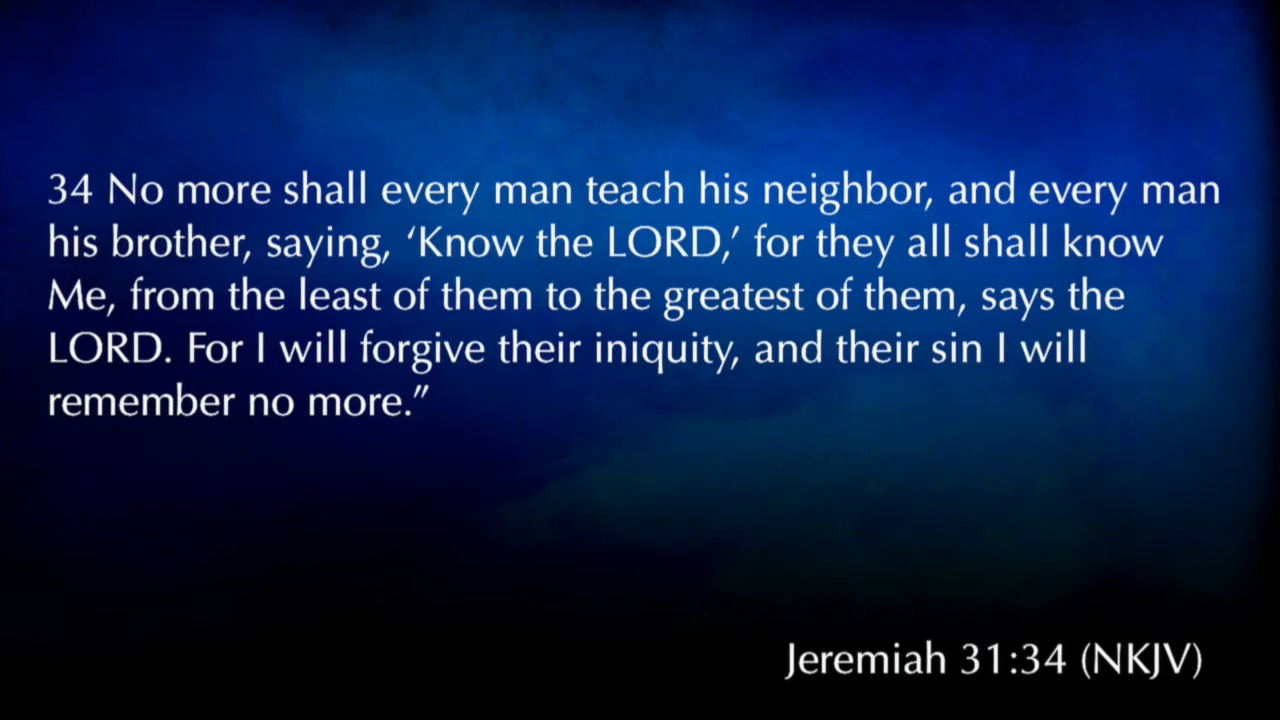 34 No more shall every man teach his neighbor, and every man
his brother, saying, ‘Know the LORD,’ for they all shall know
Me, from the least of them to the greatest of them, says the
LORD. For I will forgive their iniquity, and their sin I will
remember no more.”
Jeremiah 31:34 (NKJV)